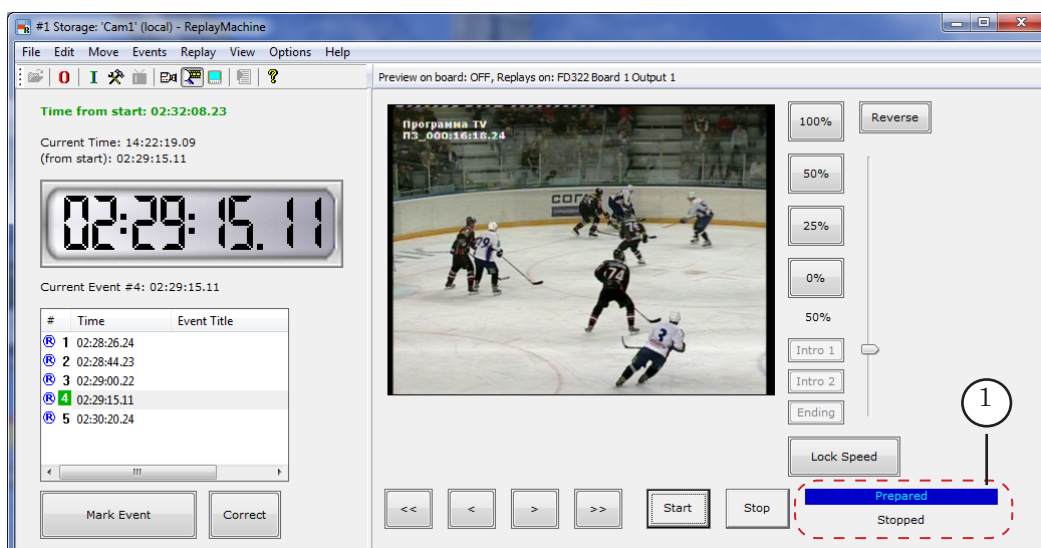 #1 Storage: 'Cam1' (local) - ReplayMachine
File Edit Move Events Replay View Options Help
Preview on board: OFF, Replays on: FD322 Board 1 Output 1
Time from start: 02:32:08.23
Current Time: 14:22:19.09
(from start): 02:29:15.11
02:29:15.11
Current Event #4: 02:29:15.11
# Time Event Title
R 1 02:28:26.24
R 2 02:28:44.23
R 3 02:29:00.22
R 4 02:29:15.11
R 5 02:30:20.24
Mark Event Correct
Программа TV
ПЗ_000:16:18.24
СОГА
79
74
3
100% Reverse
50%
25%
0%
50%
Intro 1
Intro 2
Ending
1
Lock Speed
<< < > >> Start Stop
Prepared
Stopped